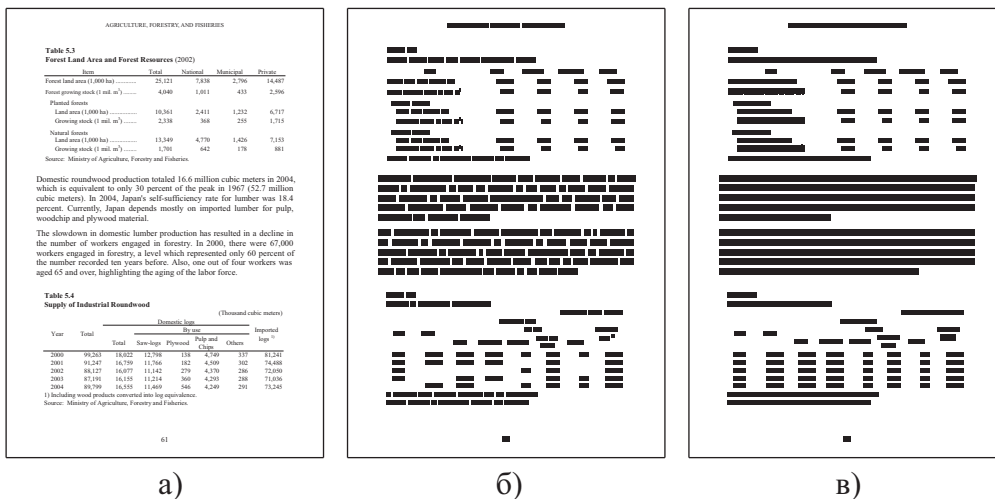 AGRICULTURE, FORESTRY, AND FISHERIES
Table 5.3
Forest Land Area and Forest Resources (2002)
Item Total National Municipal Private
Forest land area (1,000 ha) .............. 25,121 7,838 2,796 14,487
Forest growing stock (1 mil. m³) ........ 4,040 1,011 433 2,596
Planted forests
Land area (1,000 ha) .................... 10,361 2,411 1,232 6,717
Growing stock (1 mil. m³) ........ 2,338 368 255 1,715
Natural forests
Land area (1,000 ha) .................... 13,349 4,770 1,426 7,153
Growing stock (1 mil. m³) ........ 1,701 642 178 881
Source: Ministry of Agriculture, Forestry and Fisheries.
Domestic roundwood production totaled 16.6 million cubic meters in 2004,
which is equivalent to only 30 percent of the peak in 1967 (52.7 million
cubic meters). In 2004, Japan's self-sufficiency rate for lumber was 18.4
percent. Currently, Japan depends mostly on imported lumber for pulp,
woodchip and plywood material.
The slowdown in domestic lumber production has resulted in a decline in
the number of workers engaged in forestry. In 2000, there were 67,000
workers engaged in forestry, a level which represented only 60 percent of
the number recorded ten years before. Also, one out of four workers was
aged 65 and over, highlighting the aging of the labor force.
Table 5.4
Supply of Industrial Roundwood
(Thousand cubic meters)
Domestic logs
By use
Year Total Total Saw-logs Plywood Pulp and Chips Others Imported logs ¹⁾
2000 99,263 18,022 12,798 138 4,749 337 81,241
2001 91,247 16,759 11,766 182 4,509 302 74,488
2002 88,127 16,077 11,142 279 4,370 286 72,050
2003 87,191 16,155 11,214 360 4,293 288 71,036
2004 89,799 16,555 11,469 546 4,249 291 73,245
1) Including wood products converted into log equivalence.
Source: Ministry of Agriculture, Forestry and Fisheries.
61
а) б) в)